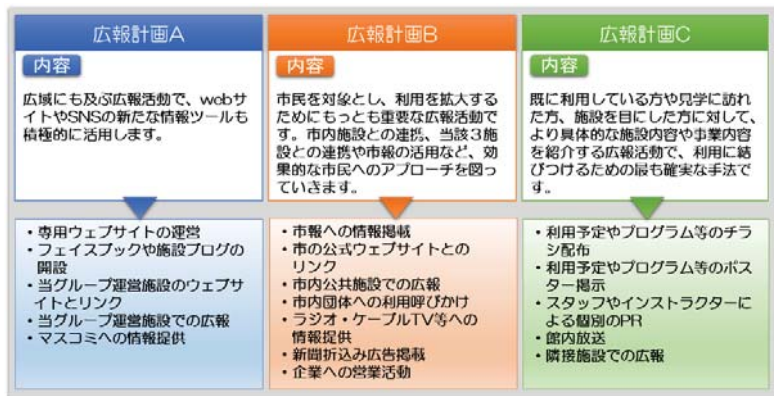 広報計画A
内容
広域にも及ぶ広報活動で、webサ
イトやSNSの新たな情報ツールも
積極的に活用します。
・専用ウェブサイトの運営
・フェイスブックや施設ブログの
開設
・当グループ運営施設のウェブサ
イトとリンク
・当グループ運営施設での広報
・マスコミへの情報提供
広報計画B
内容
市民を対象とし、利用を拡大する
ためにもっとも重要な広報活動で
す。市内施設との連携、当該３施
設との連携や市報の活用など、効
果的な市民へのアプローチを図っ
ていきます。
・市報への情報掲載
・市の公式ウェブサイトとの
リンク
・市内公共施設での広報
・市内団体への利用呼びかけ
・ラジオ・ケーブルTV等への
情報提供
・新聞折込み広告掲載
・企業への営業活動
広報計画C
内容
既に利用している方や見学に訪れ
た方、施設を目にした方に対して、
より具体的な施設内容や事業内容
を紹介する広報活動で、利用に結
びつけるための最も確実な手法で
す。
・利用予定やプログラム等のチラ
シ配布
・利用予定やプログラム等のポス
ター掲示
・スタッフやインストラクターに
よる個別のPR
・館内放送
・隣接施設での広報